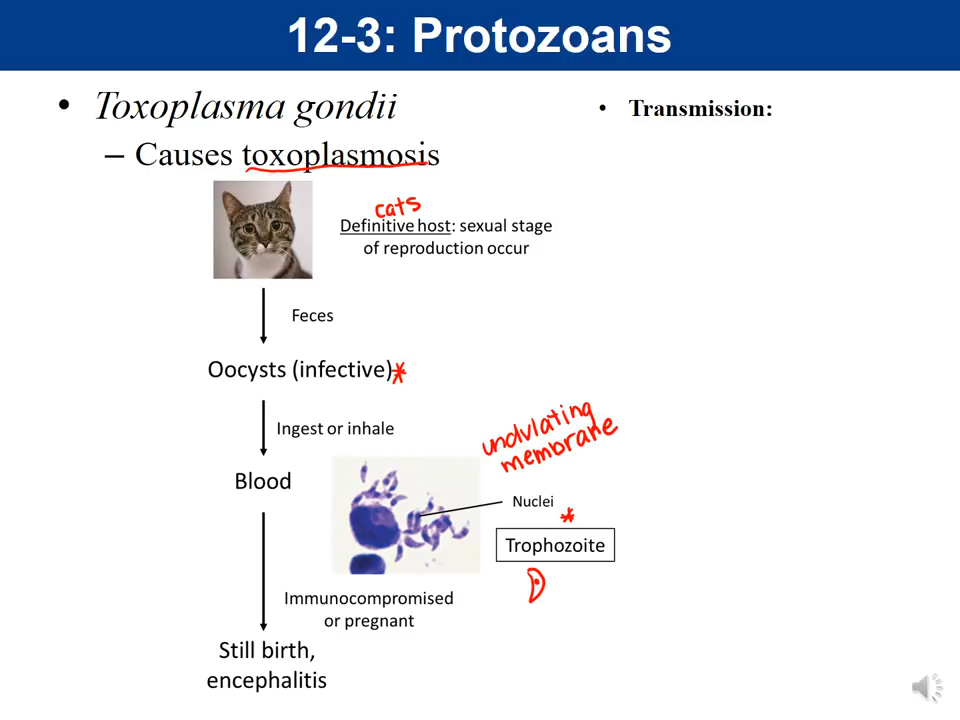 12-3: Protozoans
• Toxoplasma gondii
– Causes toxoplasmosis
• Transmission:
cats
Definitive host: sexual stage
of reproduction occur
Feces
Oocysts (infective)*
Ingest or inhale
undulating
membrane
Blood
Nuclei
*
Trophozoite
Immunocompromised
or pregnant
Still birth,
encephalitis